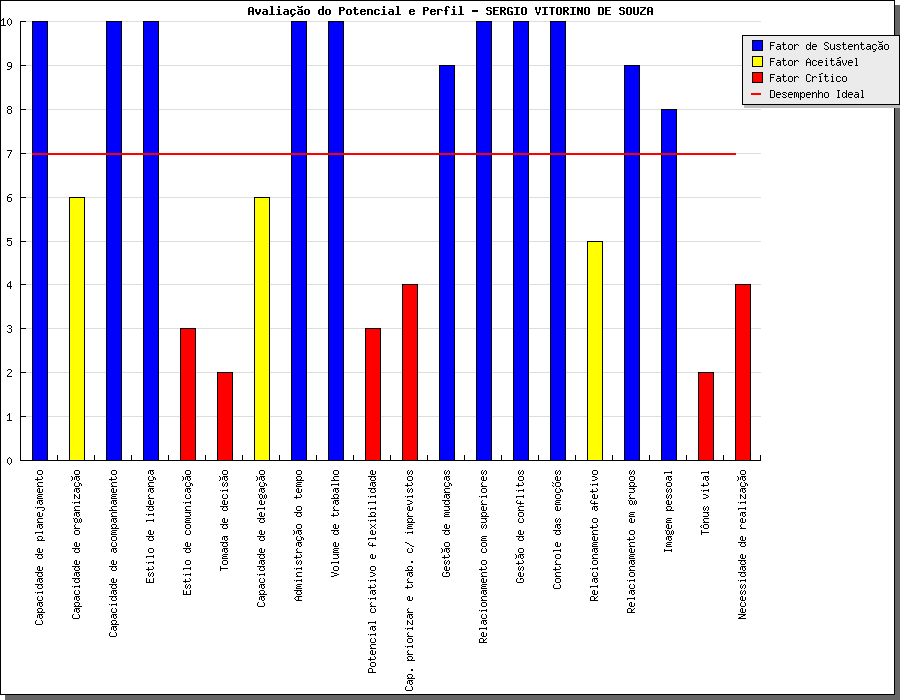 Avaliação do Potencial e Perfil - SERGIO VITORINO DE SOUZA
10
9
8
7
6
5
4
3
2
1
0
Fator de Sustentação
Fator Aceitável
Fator Crítico
Desempenho Ideal
Capacidade de planejamento
Capacidade de organização
Capacidade de acompanhamento
Estilo de liderança
Estilo de comunicação
Tomada de decisão
Capacidade de delegação
Administração do tempo
Volume de trabalho
Potencial criativo e flexibilidade
Cap. priorizar e trab. c/ imprevistos
Gestão de mudanças
Relacionamento com superiores
Gestão de conflitos
Controle das emoções
Relacionamento afetivo
Relacionamento em grupos
Imagem pessoal
Tônus vital
Necessidade de realização